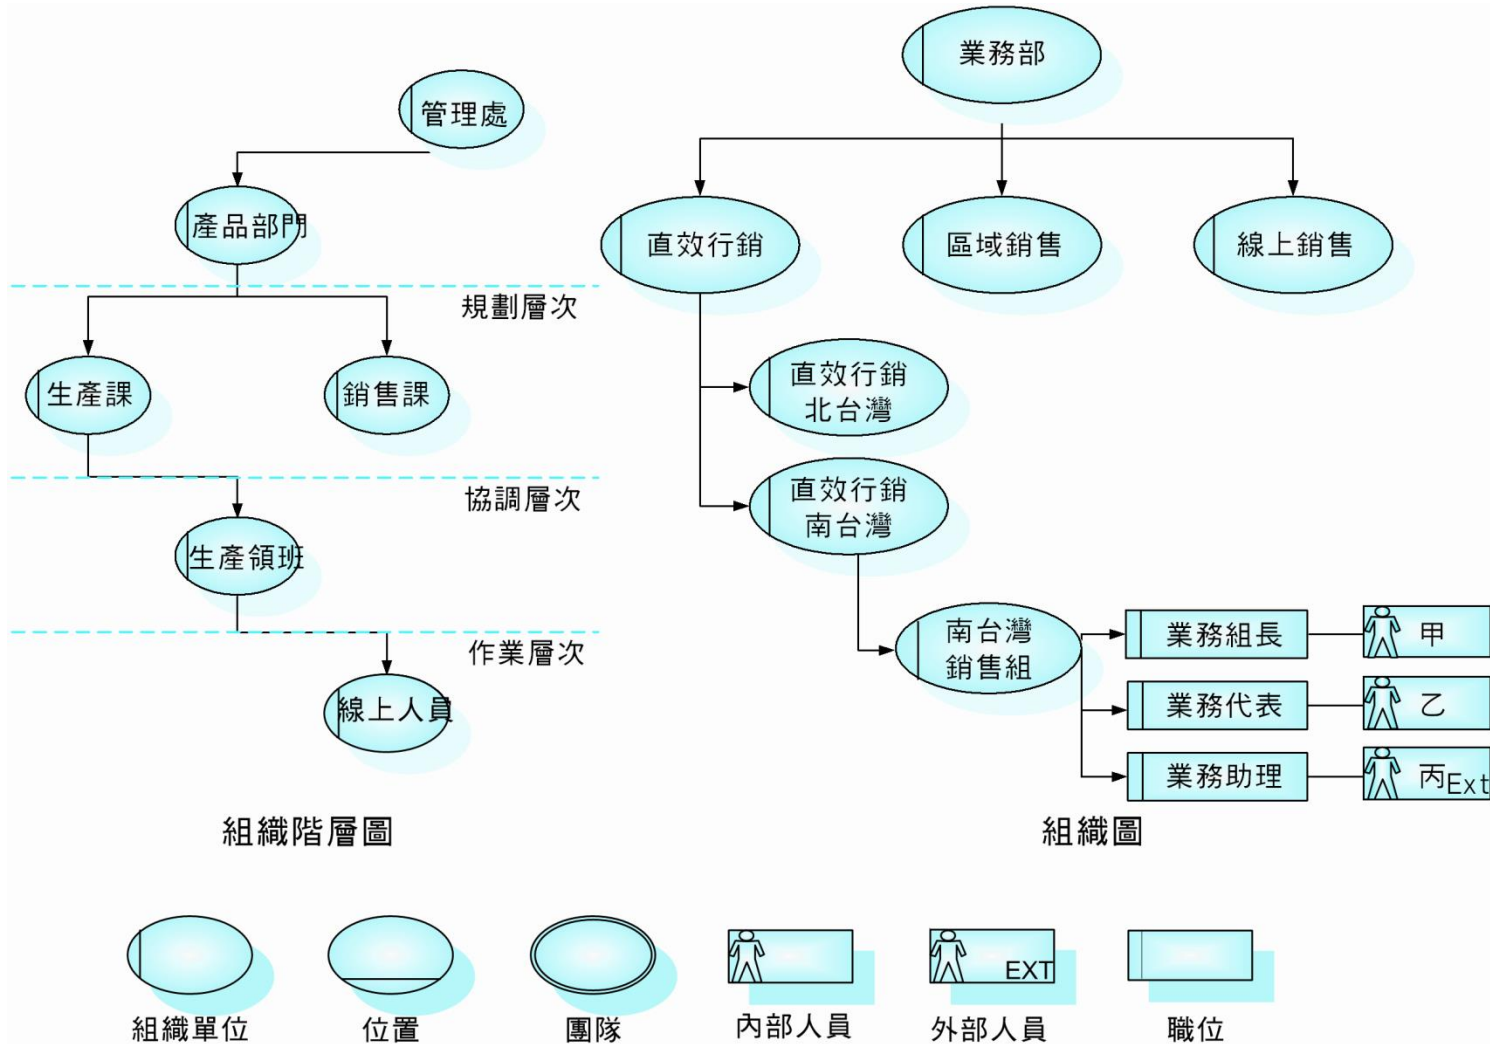 管理處
產品部門
規劃層次
生產課
銷售課
協調層次
生產領班
作業層次
線上人員
組織階層圖
業務部
直效行銷
區域銷售
線上銷售
直效行銷
北台灣
直效行銷
南台灣
南台灣
銷售組
業務組長
甲
業務代表
乙
業務助理
丙Ext
組織圖
組織單位
位置
團隊
內部人員
EXT
外部人員
職位